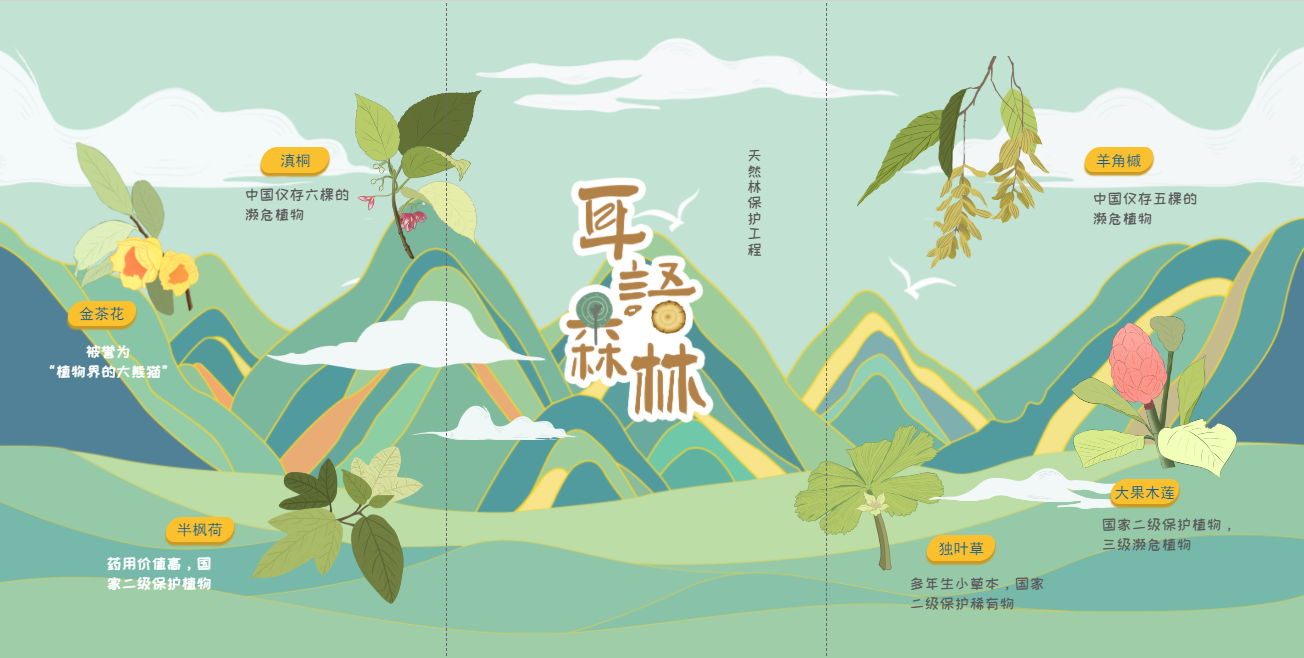 滇桐
中国仅存六棵的
濒危植物
金茶花
被誉为
“植物界的大熊猫”
半枫荷
药用价值高，国
家二级保护植物
耳語
森林
天然林保护工程
羊角槭
中国仅存五棵的
濒危植物
大果木莲
国家二级保护植物，
三级濒危植物
独叶草
多年生小草本，国家
二级保护稀有物